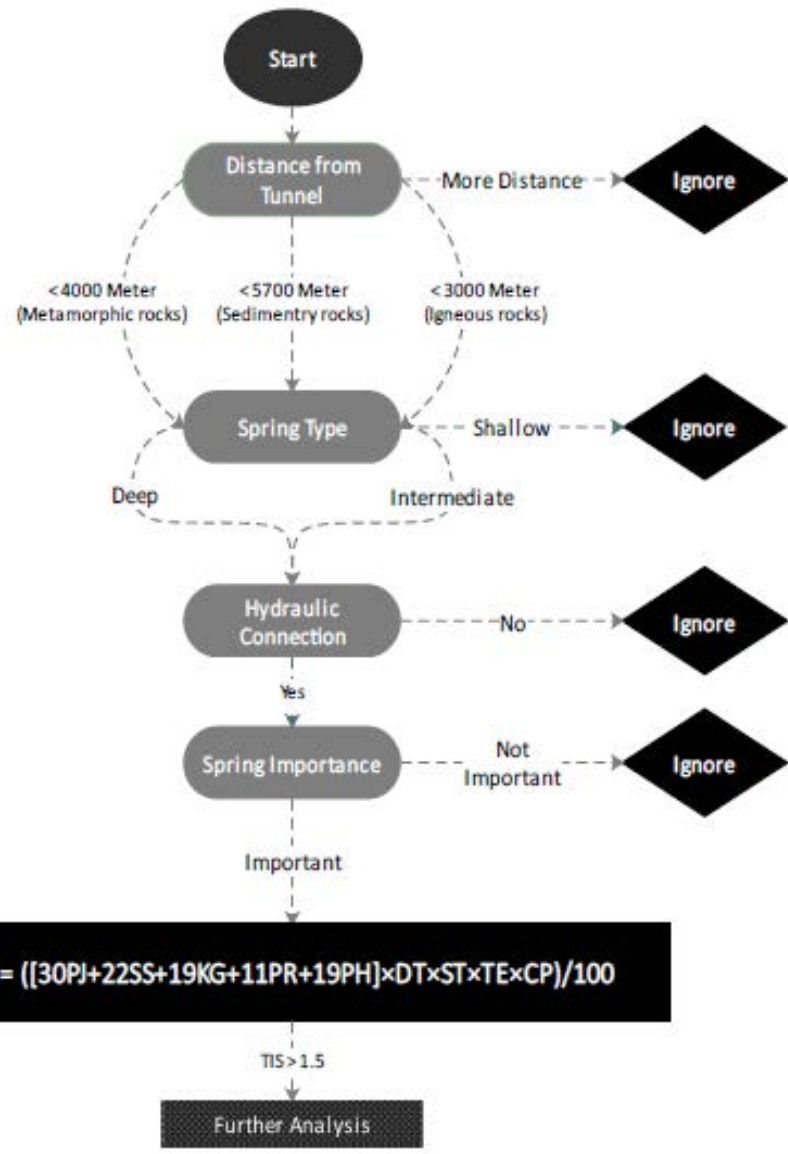 Start
Distance from
Tunnel
More Distance
Ignore
<4000 Meter
(Metamorphic rocks)
<5700 Meter
(Sedimentry rocks)
<3000 Meter
(Igneous rocks)
Spring Type
Shallow
Ignore
Deep
Intermediate
Hydraulic
Connection
No
Ignore
Yes
Spring Importance
Not
Important
Ignore
Important
= ([30PJ+22SS+19KG+11PR+19PH]×DT×ST×TE×CP)/100
TIS>1.5
Further Analysis